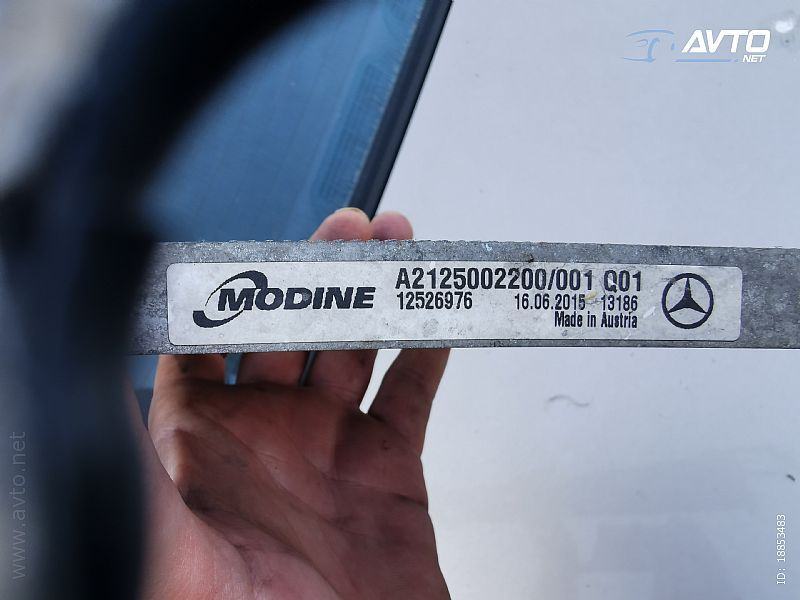 AVTO
.NET
MODINE
A2125002200/001 Q01
12526976 16.06.2015-13186
Made in Austria
www.avto.net
ID: 18853483